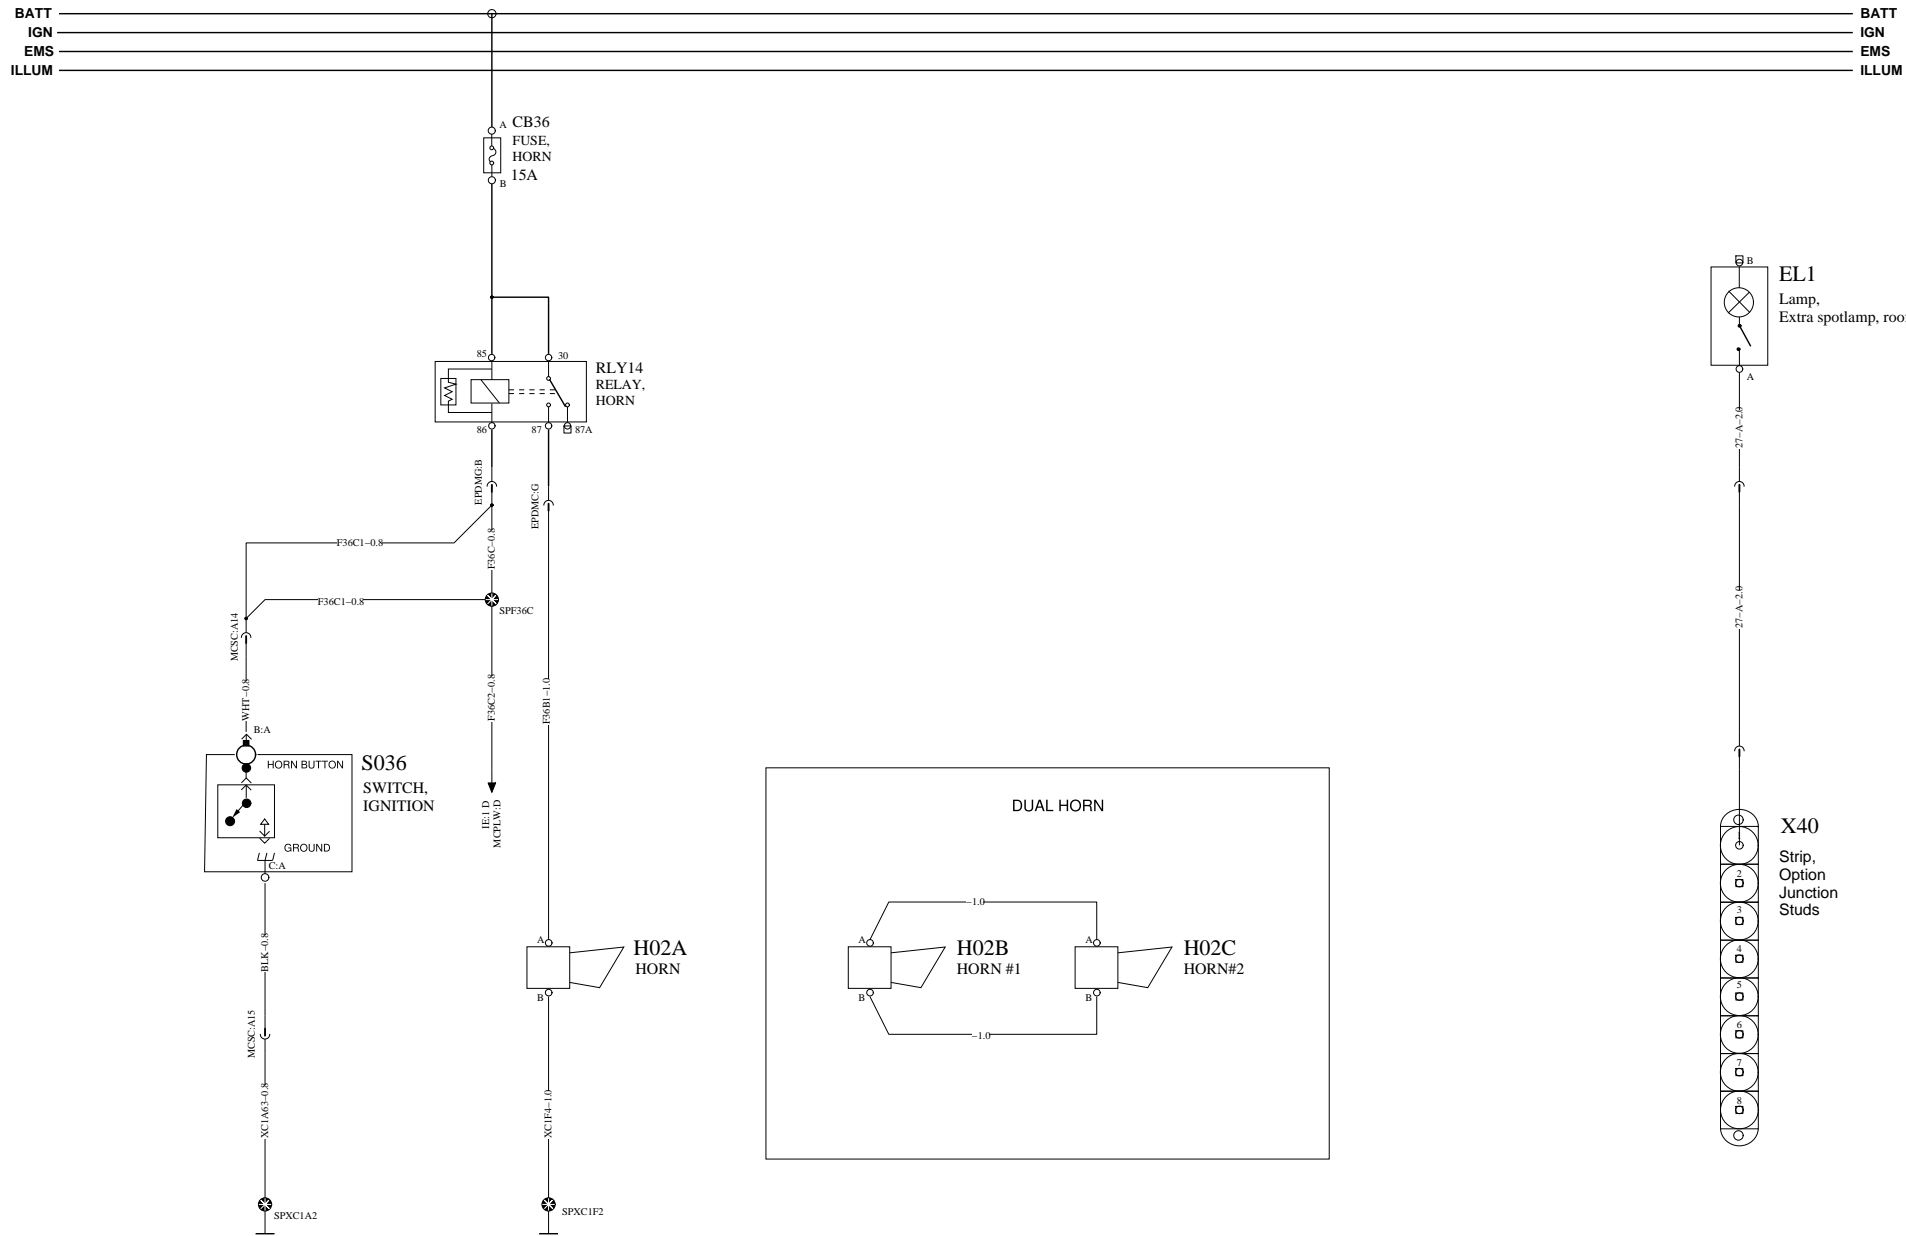 BATT
BATT
IGN
IGN
EMS
EMS
ILLUM
ILLUM
A
CB36
FUSE,
HORN
15A
B
85
30
RLY14
RELAY,
HORN
86
87
87A
EPDMG:B
EPDMC:G
F36C1-0.8
F36C-0.8
F36C1-0.8
SPF36C
MCSC:A14
WHT-0.8
B:A
HORN BUTTON
S036
SWITCH,
IGNITION
GROUND
C:A
F36C2-0.8
F36B1-1.0
IE:1 D
MCPLW:D
BLK-0.8
MCSC:A15
XC1A63-0.8
SPXC1A2
A
H02A
HORN
B
XC1F4-1.0
SPXC1F2
DUAL HORN
-1.0
A
H02B
HORN #1
B
A
H02C
HORN#2
B
-1.0
B
EL1
Lamp,
Extra spotlamp,
A
27-A-2.0
27-A-2.0
X40
Strip,
Option
Junction
Studs
1
2
3
4
5
6
7
8